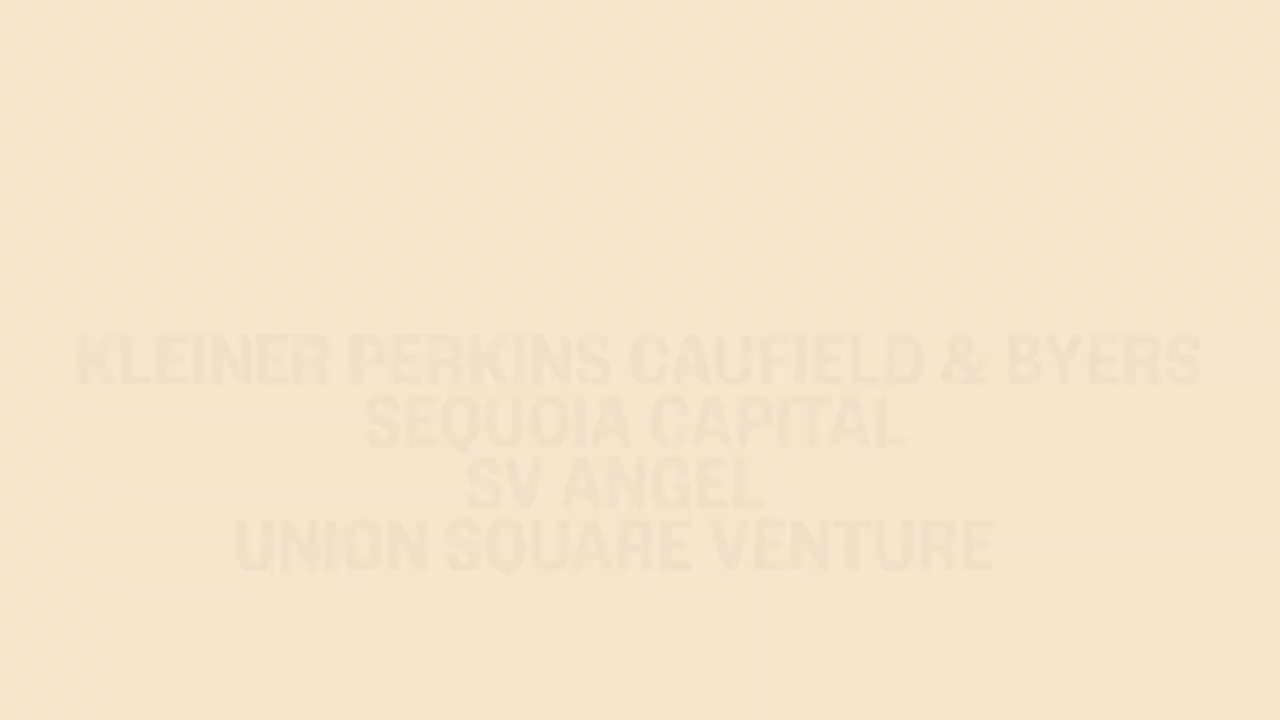 KLEINER PERKINS CAUFIELD & BYERS
SEQUOIA CAPITAL
SV ANGEL
UNION SQUARE VENTURE